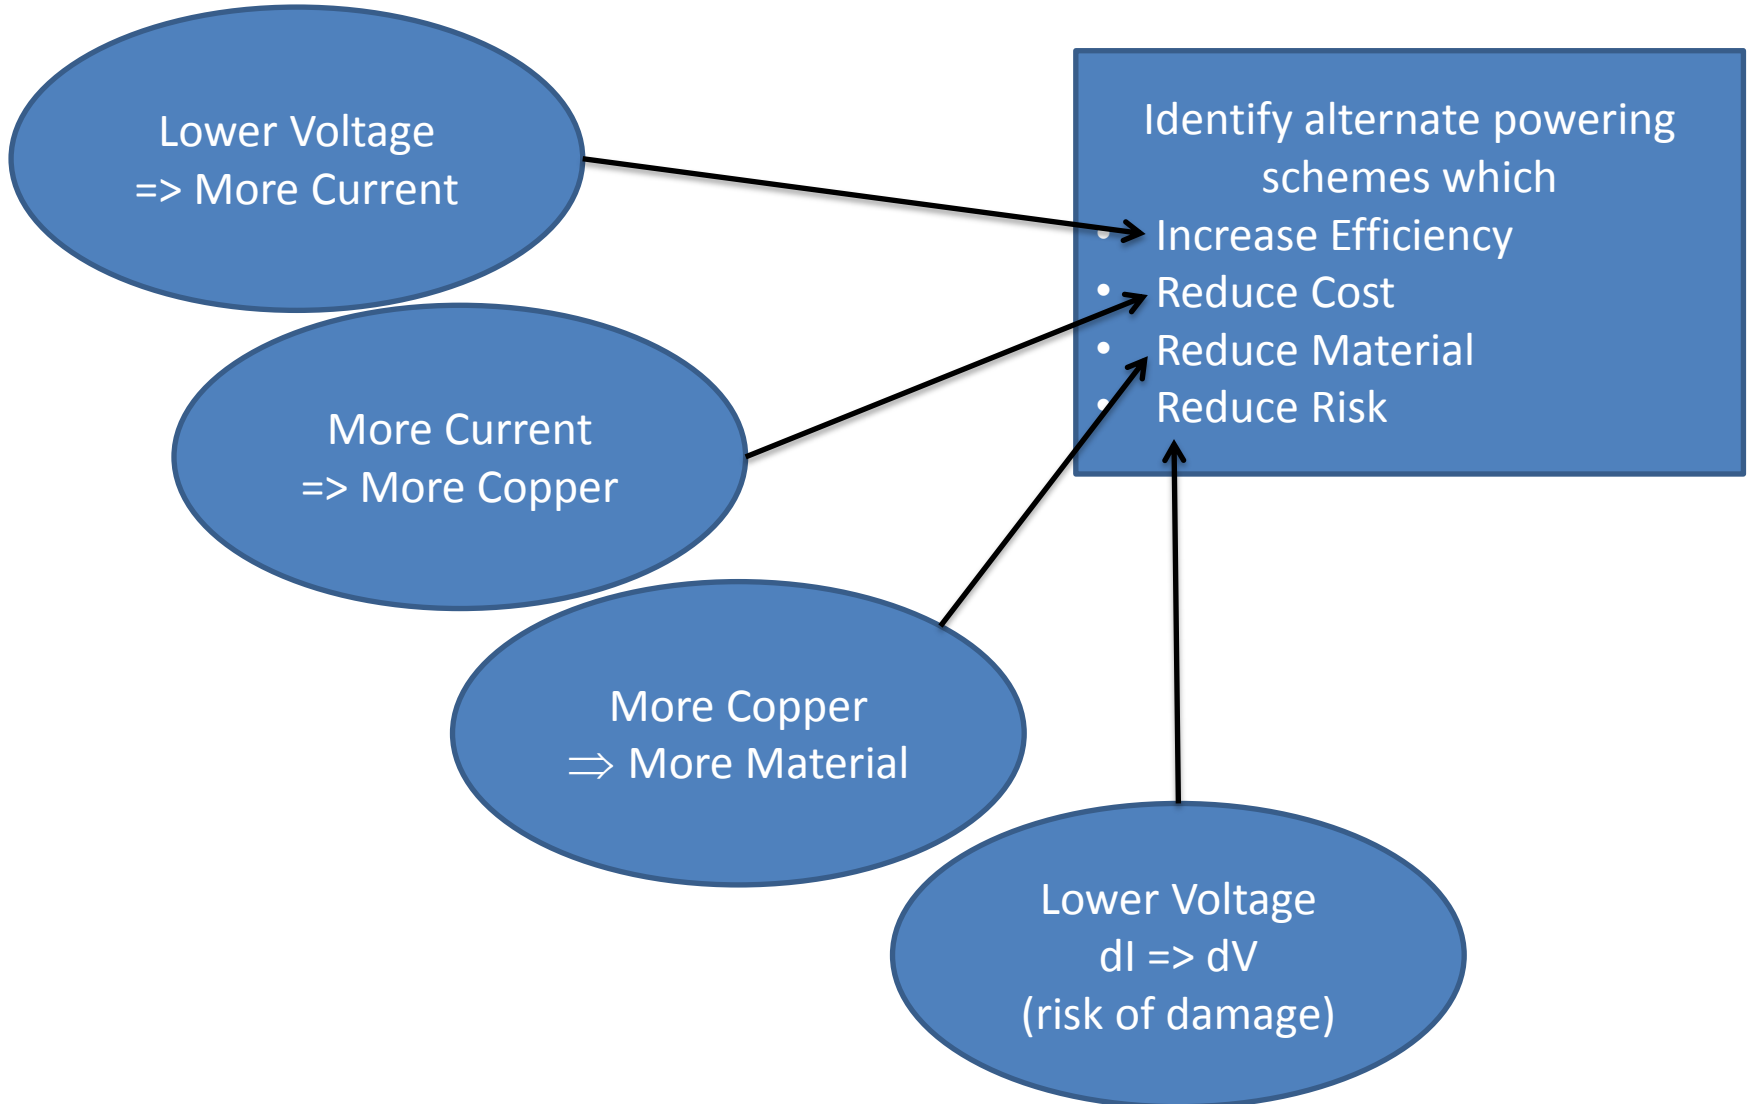 Lower Voltage
=> More Current
Identify alternate powering
schemes which
• Increase Efficiency
• Reduce Cost
• Reduce Material
• Reduce Risk
More Current
=> More Copper
More Copper
⇒ More Material
Lower Voltage
dI => dV
(risk of damage)